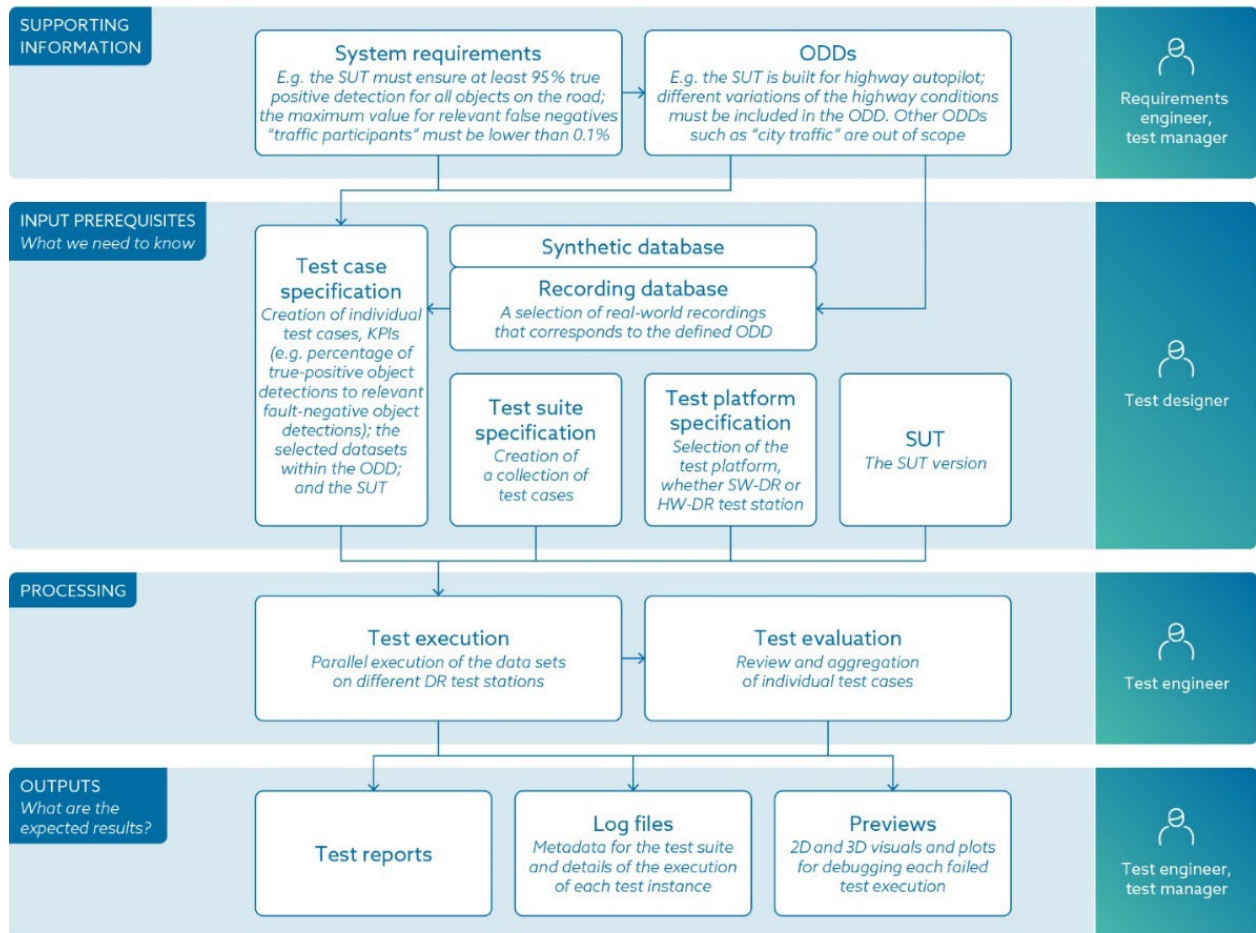 SUPPORTING
INFORMATION
System requirements
E.g. the SUT must ensure at least 95% true
positive detection for all objects on the road;
the maximum value for relevant false negatives
“traffic participants” must be lower than 0.1%
ODDs
E.g. the SUT is built for highway autopilot;
different variations of the highway conditions
must be included in the ODD. Other ODDs
such as “city traffic” are out of scope
Requirements
engineer,
test manager
INPUT PREREQUISITES
What we need to know
Test case
specification
Creation of individual
test cases, KPIs
(e.g. percentage of
true-positive object
detections to relevant
fault-negative object
detections); the
selected datasets
within the ODD;
and the SUT
Synthetic database
Recording database
A selection of real-world recordings
that corresponds to the defined ODD
Test suite
specification
Creation of
a collection of
test cases
Test platform
specification
Selection of the
test platform,
whether SW-DR or
HW-DR test station
SUT
The SUT version
Test designer
PROCESSING
Test execution
Parallel execution of the data sets
on different DR test stations
Test evaluation
Review and aggregation
of individual test cases
Test engineer
OUTPUTS
What are the
expected results?
Test reports
Log files
Metadata for the test suite
and details of the execution
of each test instance
Previews
2D and 3D visuals and plots
for debugging each failed
test execution
Test engineer,
test manager